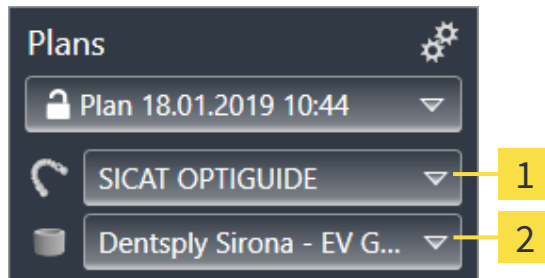 Plans
Plan 18.01.2019 10:44
SICAT OPTIGUIDE
1
Dentsply Sirona - EV G...
2